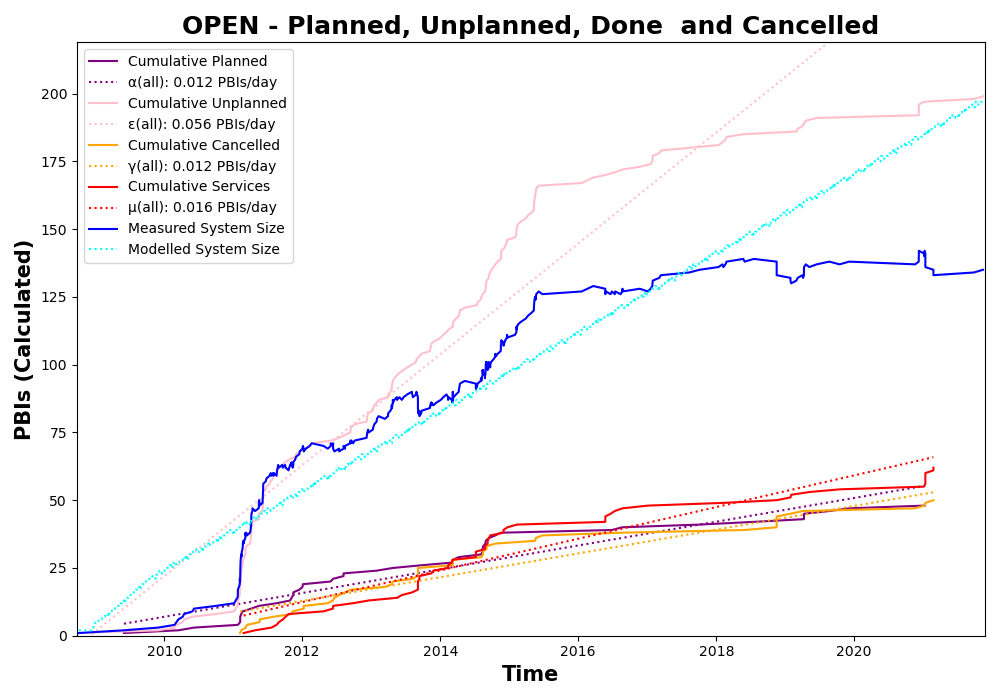 OPEN - Planned, Unplanned, Done  and Cancelled
Cumulative Planned
α(all): 0.012 PBIs/day
Cumulative Unplanned
ε(all): 0.056 PBIs/day
Cumulative Cancelled
γ(all): 0.012 PBIs/day
Cumulative Services
μ(all): 0.016 PBIs/day
Measured System Size
Modelled System Size
PBIs (Calculated)
200
175
150
125
100
75
50
25
0
2010 2012 2014 2016 2018 2020
Time